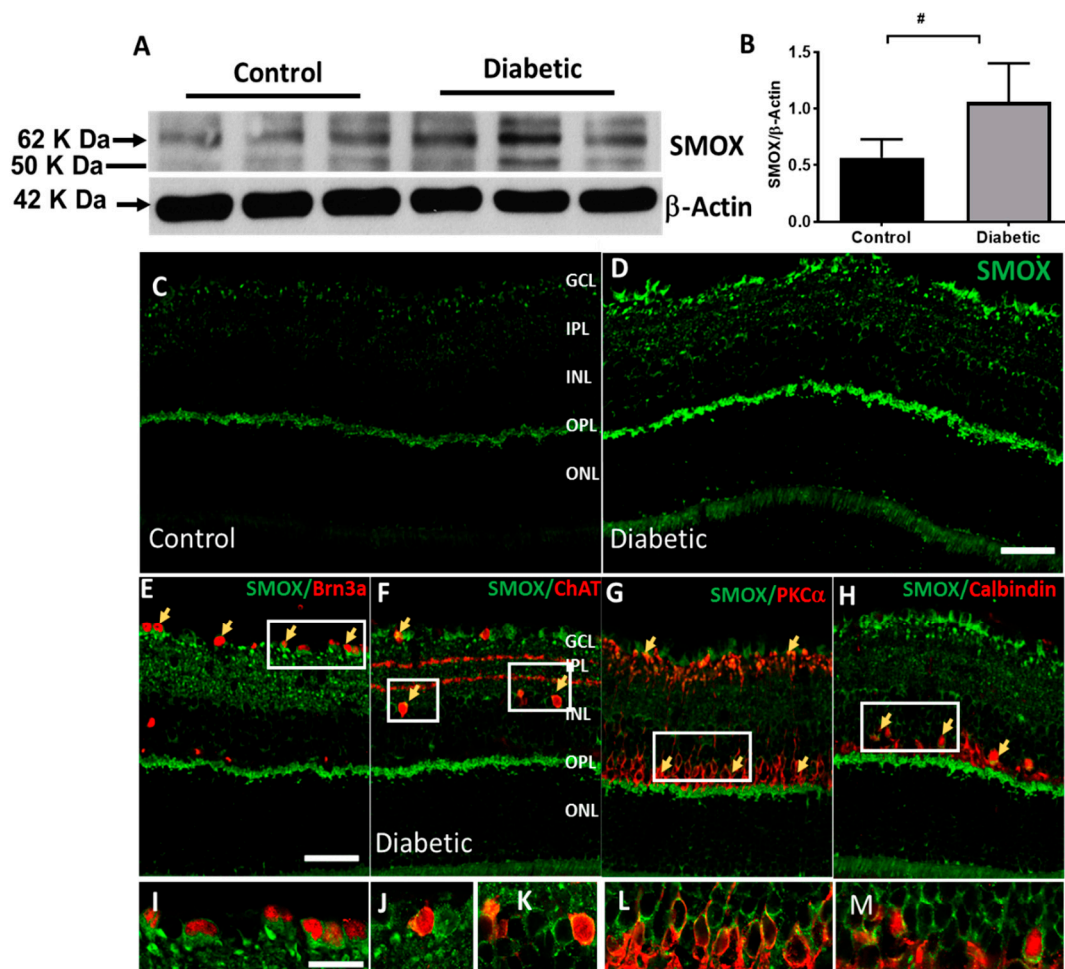 A
Control
Diabetic
62 K Da
50 K Da
42 K Da
SMOX
β-Actin
B
#
SMOX/β-Actin
1.5
1.0
0.5
0.0
Control
Diabetic
C
GCL
IPL
INL
OPL
ONL
Control
D
SMOX
Diabetic
E
SMOX/Brn3a
F
SMOX/ChAT
GCL
IPL
INL
OPL
ONL
Diabetic
G
SMOX/PKCα
H
SMOX/Calbindin
I
J
K
L
M